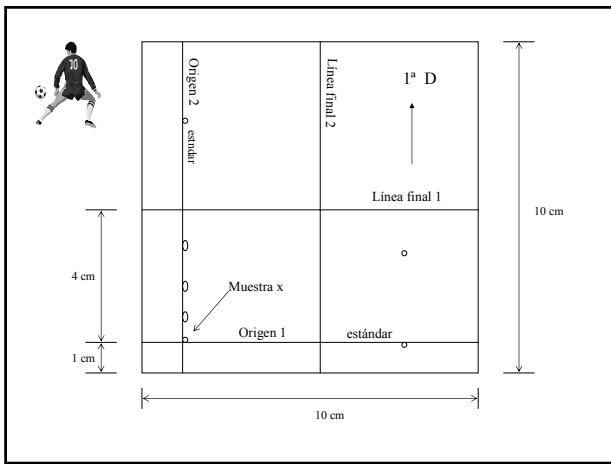 10
Origen 2
estndar
Línea final 2
1ª D
Línea final 1
10 cm
4 cm
Muestra x
Origen 1
estándar
1 cm
10 cm